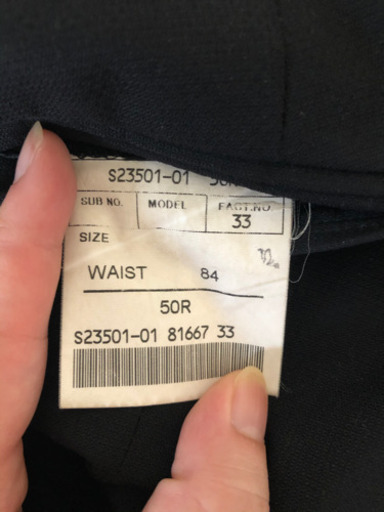 S23501-01
SUB NO. MODEL FACT.NO.
33
SIZE
WAIST 84
50R
S23501-01 81667 33